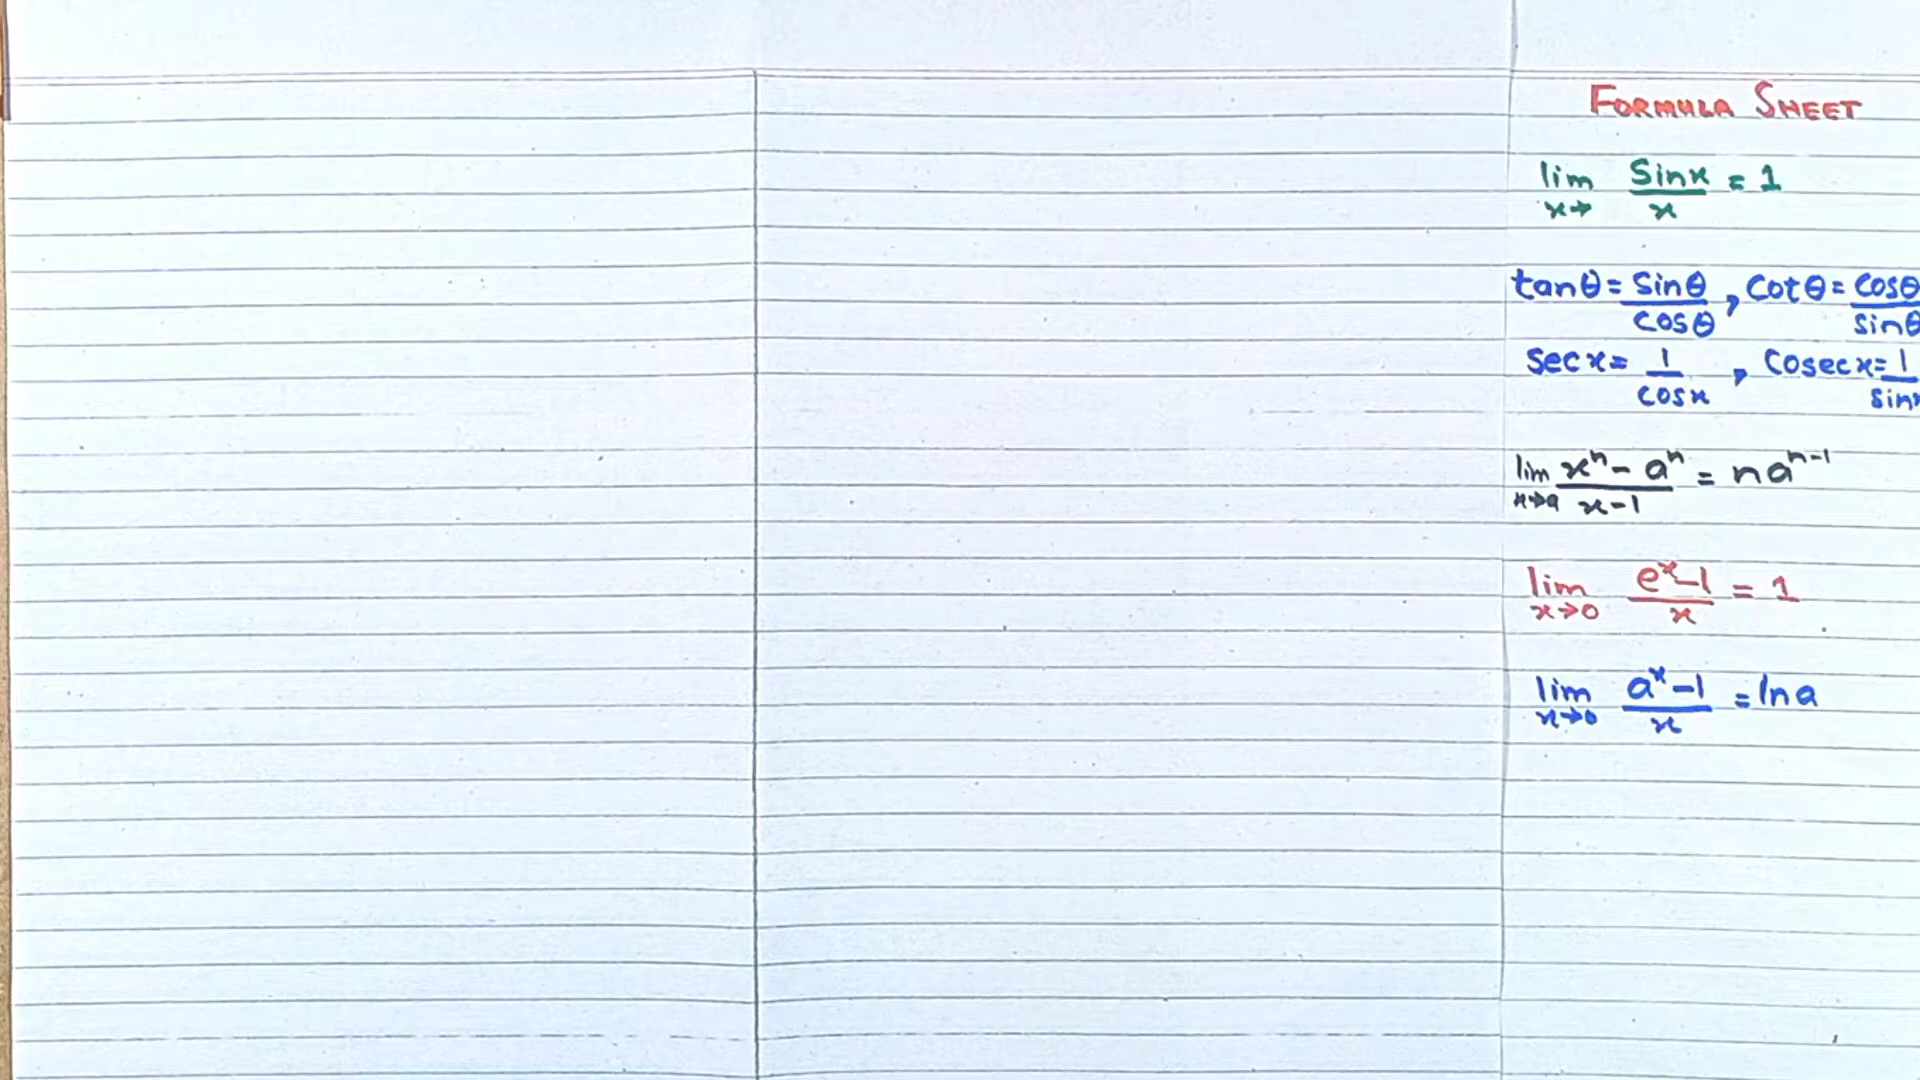 FORMULA SHEET
lim sinx/x = 1
x→
tanθ = sinθ/cosθ , cotθ = cosθ/sinθ
secx = 1/cosx , cosecx = 1/sinx
lim xⁿ - aⁿ/x-1 = naⁿ⁻¹
x→a
lim eˣ-1/x = 1
x→0
lim aˣ-1/x = ln a
x→0